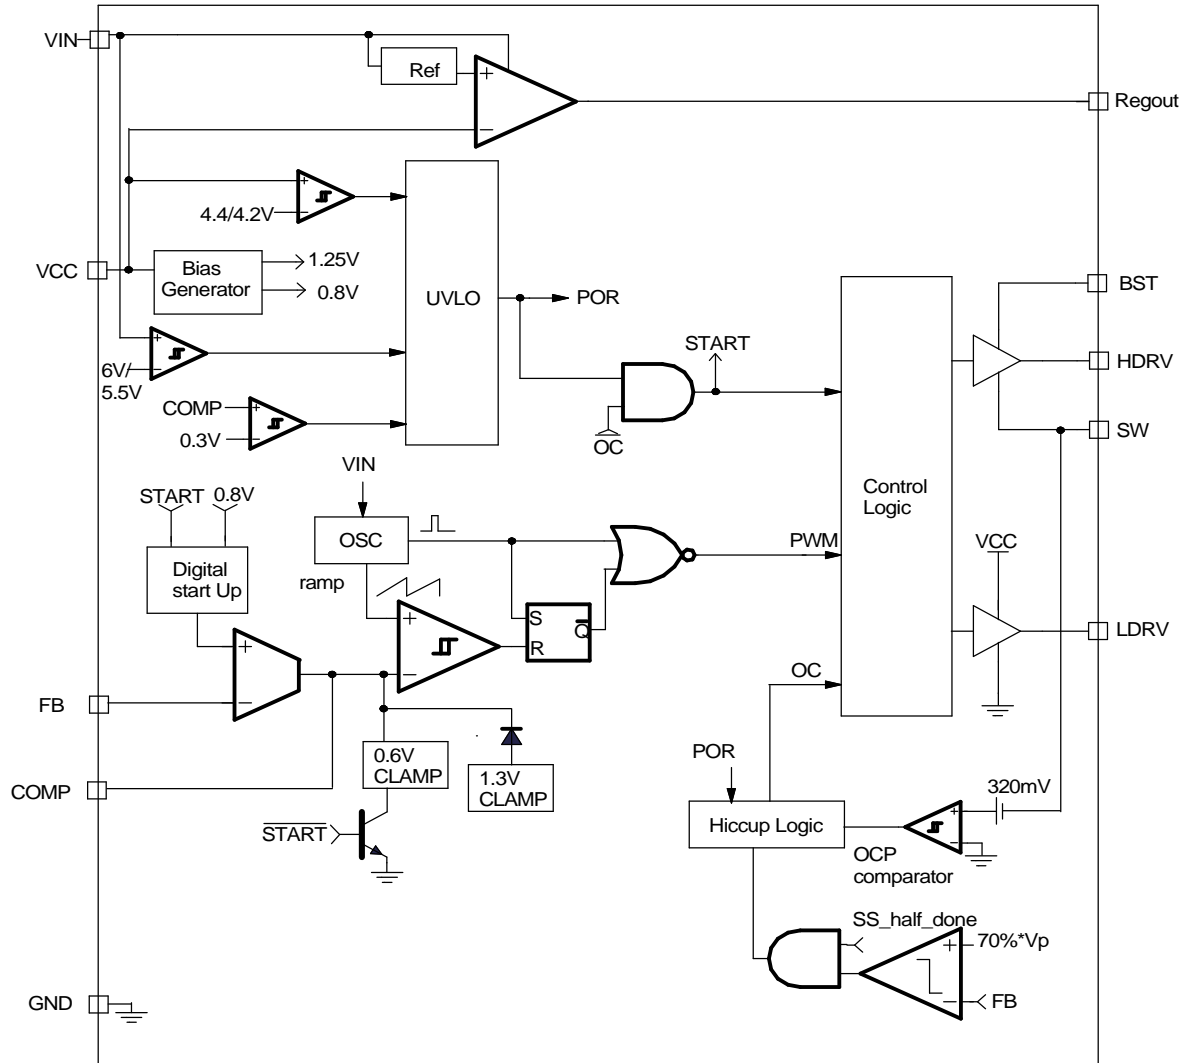 VIN
Ref
+
−
Regout
+
−
4.4/4.2V
VCC
Bias
Generator
1.25V
0.8V
UVLO
POR
BST
START
HDRV
+
−
6V/
5.5V
COMP
+
0.3V
−
OC
SW
VIN
START
0.8V
Control
Logic
OSC
PWM
VCC
Digital
start Up
ramp
+
S
Q
R
LDRV
+
−
−
OC
FB
0.6V
CLAMP
POR
1.3V
CLAMP
320mV
COMP
START
Hiccup Logic
+
−
OCP
comparator
SS_half_done
+
70%*Vp
−
FB
GND